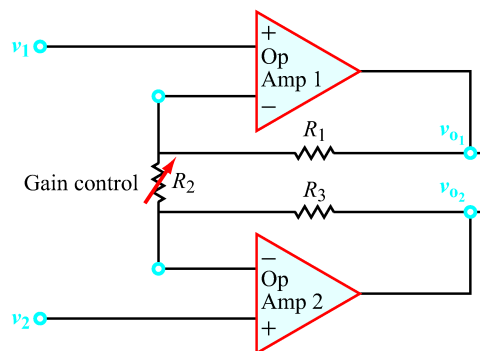 v1
+
Op
Amp 1
−
R1
vo1
Gain control
R2
R3
vo2
−
Op
Amp 2
+
v2